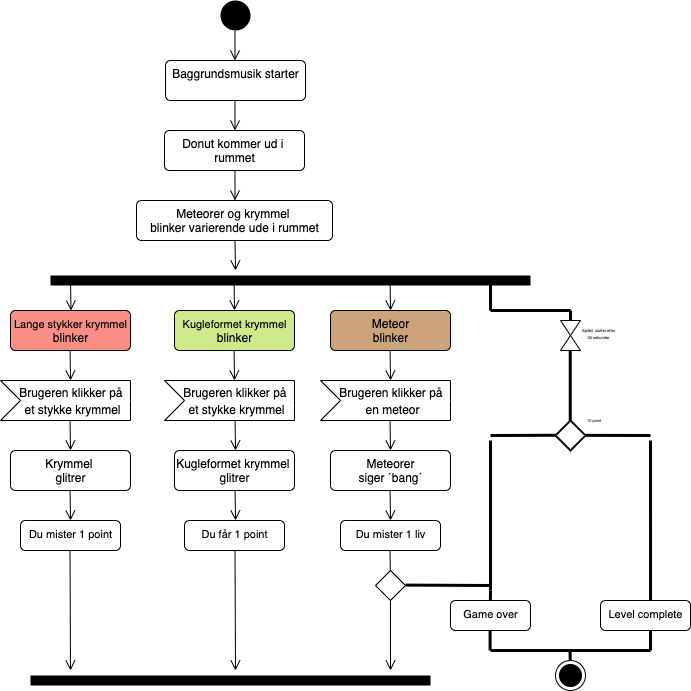 Baggrundsmusik starter
Donut kommer ud i
rummet
Meteorer og krymmel
blinker varierende ude i rummet
Lange stykker krymmel
blinker
Kugleformet krymmel
blinker
Meteor
blinker
Spillet slutter efter
30 sekunder
Brugeren klikker på
et stykke krymmel
Brugeren klikker på
et stykke krymmel
Brugeren klikker på
en meteor
10 point
Krymmel
glitrer
Kugleformet krymmel
glitrer
Meteorer
siger ´bang´
Du mister 1 point
Du får 1 point
Du mister 1 liv
Game over
Level complete